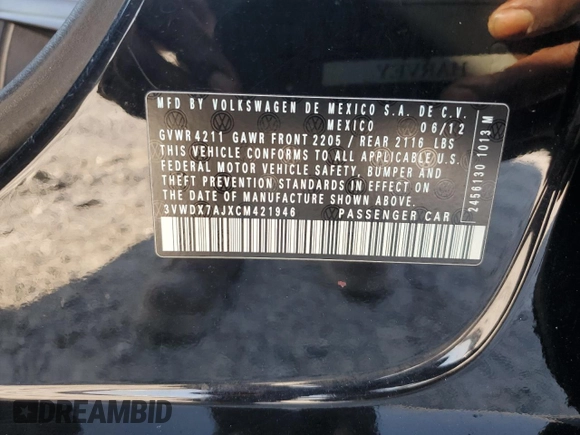 HARVEY
MFD BY VOLKSWAGEN DE MEXICO S.A. DE C.V.
MEXICO 06/12
GVWR 4211 GAWR FRONT 2205 / REAR 2116 LBS
THIS VEHICLE CONFORMS TO ALL APPLICABLE U.S.
FEDERAL MOTOR VEHICLE SAFETY, BUMPER AND
THEFT PREVENTION STANDARDS IN EFFECT ON
THE DATE OF MANUFACTURE SHOWN ABOVE.
3VWDX7AJXCM421946 PASSENGER CAR
24561130 1013 M
DREAMBID